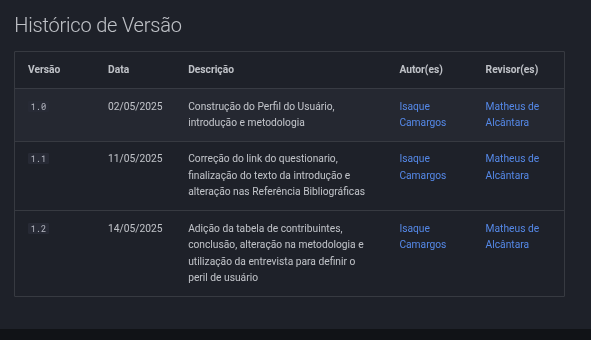 Histórico de Versão
Versão Data Descrição Autor(es) Revisor(es)
1.0 02/05/2025 Construção do Perfil do Usuário, Isaque Matheus de
introdução e metodologia Camargos Alcântara
1.1 11/05/2025 Correção do link do questionario, Isaque Matheus de
finalização do texto da introdução e Camargos Alcântara
alteração nas Referência Bibliográficas
1.2 14/05/2025 Adição da tabela de contribuintes, Isaque Matheus de
conclusão, alteração na metodologia e Camargos Alcântara
utilização da entrevista para definir o
peril de usuário